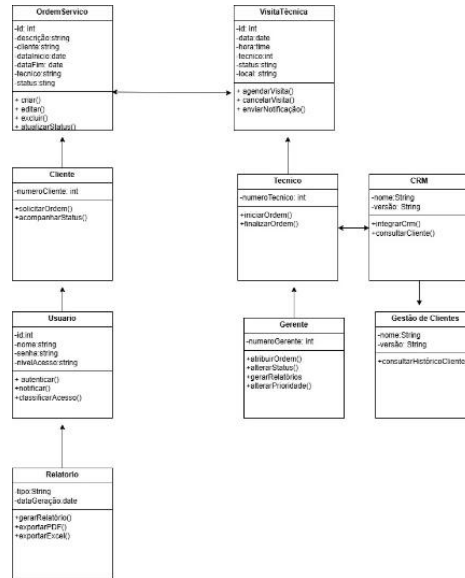 OrdemServico
-id: int
-descrição:string
-cliente:string
-dataInicio:date
-dataFim: date
-tecnico:string
-status:sting
+ criar()
+ editar()
+ excluir()
+ atualizarStatus()
VisitaTécnica
-id: int
-data:date
-hora:time
-tecnico:int
-status:sting
-local: string
+ agendarVisita()
+ cancelarVisita()
+ enviarNotificação()
Cliente
-numeroCliente: int
+solicitarOrdem()
+acompanharStatus()
Tecnico
-numeroTecnico: int
+iniciarOrdem()
+finalizarOrdem()
CRM
-nome:String
-versão: String
+integrarCrm()
+consultarCliente()
Usuario
-id:int
-nome:string
-senha:string
-nivelAcesso:string
+ autenticar()
+notificar()
+classificarAcesso()
Gerente
-numeroGerente: int
+atribuirOrdem()
+alterarStatus()
+gerarRelatórios
+alterarPrioridade()
Gestão de Clientes
-nome:String
-versão: String
+consultarHistóricoCliente
Relatorio
-tipo:String
-dataGeração:date
+gerarRelatório()
+exportarPDF()
+exportarExcel()